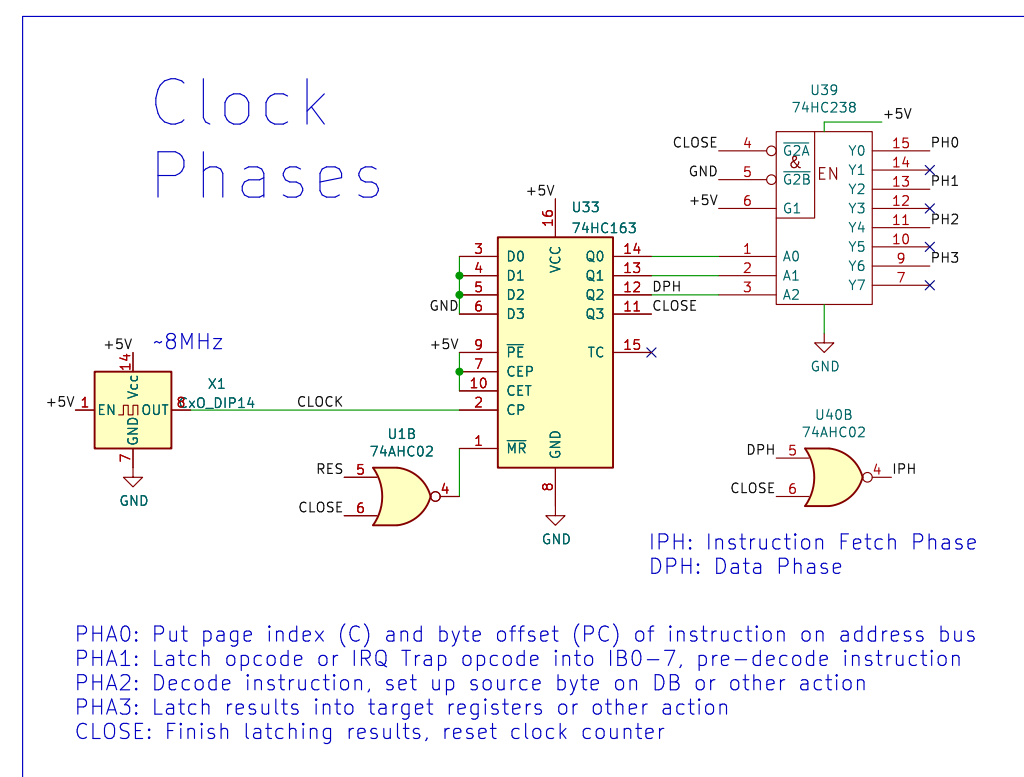 Clock
Phases
U39
74HC238
+5V
CLOSE 4 G2A Y0 15 PH0
& EN
Y1 14
GND 5 G2B Y2 13 PH1
+5V 6 G1 Y3 12
Y4 11 PH2
Y5 10
1 A0 Y6 9 PH3
2 A1 Y7 7
3 A2
GND
+5V
16
U33
74HC163
VCC
3 D0 Q0 14
4 D1 Q1 13
5 D2 Q2 12 DPH
GND 6 D3 Q3 11 CLOSE
+5V 9 PE TC 15
7 CEP
10 CET
2 CP
1 MR
GND
8
GND
+5V ~8MHz
14
Vcc
X1
CxO_DIP14
+5V 1 EN OUT 8 CLOCK
GND
7
GND
U1B
74AHC02
RES 5
4
CLOSE 6
U40B
74AHC02
DPH 5
4 IPH
CLOSE 6
IPH: Instruction Fetch Phase
DPH: Data Phase
PHA0: Put page index (C) and byte offset (PC) of instruction on address bus
PHA1: Latch opcode or IRQ Trap opcode into IB0-7, pre-decode instruction
PHA2: Decode instruction, set up source byte on DB or other action
PHA3: Latch results into target registers or other action
CLOSE: Finish latching results, reset clock counter